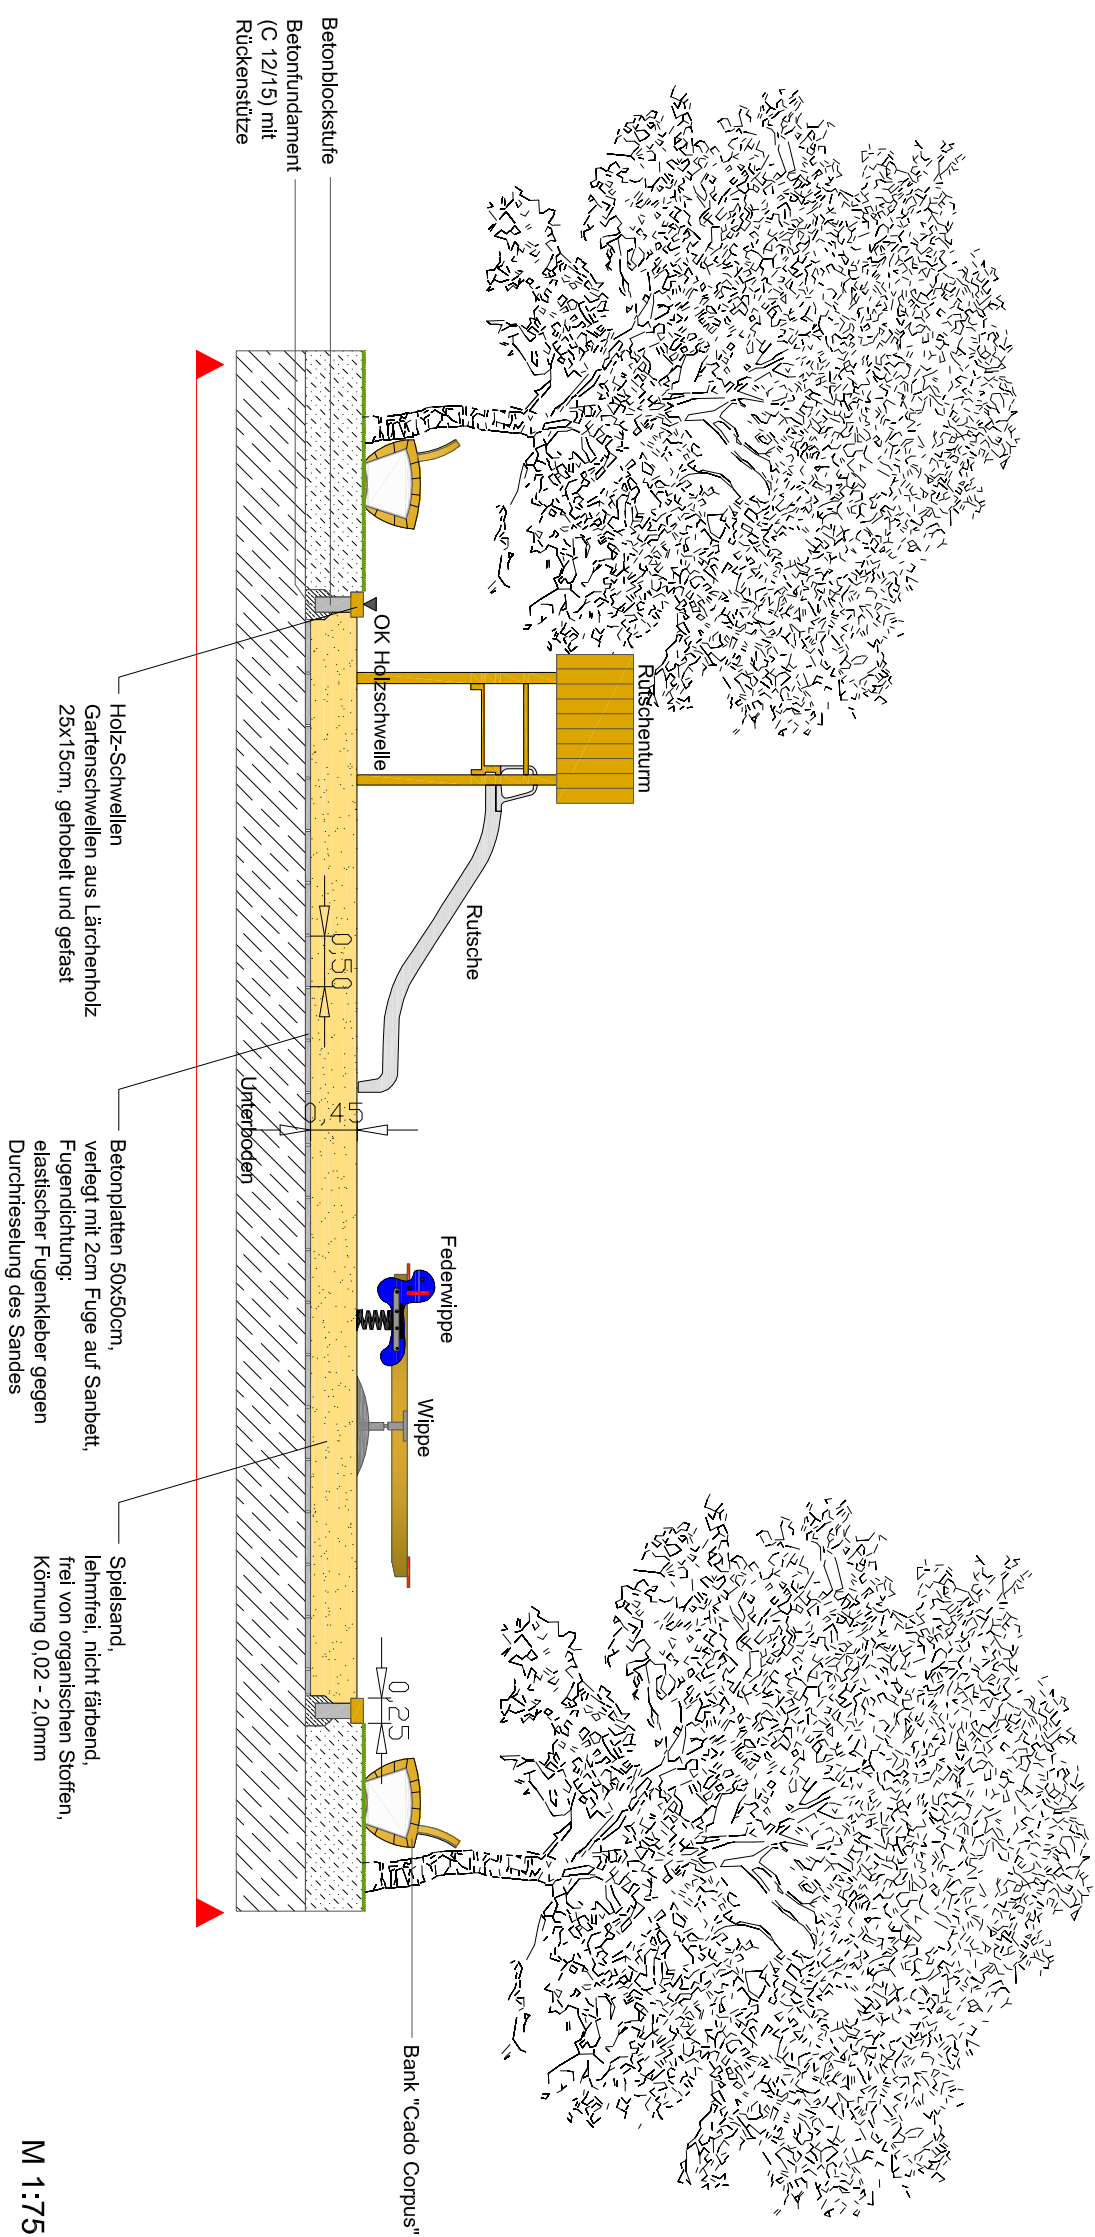 Rutschenturm
OK Holzschwelle
Rutsche
Federwippe
Wippe
0,50
0,45
0,25
Unterboden
Betonblockstufe
Betonfundament
(C 12/15) mit
Rückenstütze
Holz-Schwellen
Gartenschwellen aus Lärchenholz
25x15cm, gehobelt und gefast
Betonplatten 50x50cm,
verlegt mit 2cm Fuge auf Sanbett,
Fugendichtung:
elastischer Fugenkleber gegen
Durchrieselung des Sandes
Spielsand,
lehmfrei, nicht färbend,
frei von organischen Stoffen,
Körnung 0,02 - 2,0mm
Bank "Cado Corpus"
M 1:75